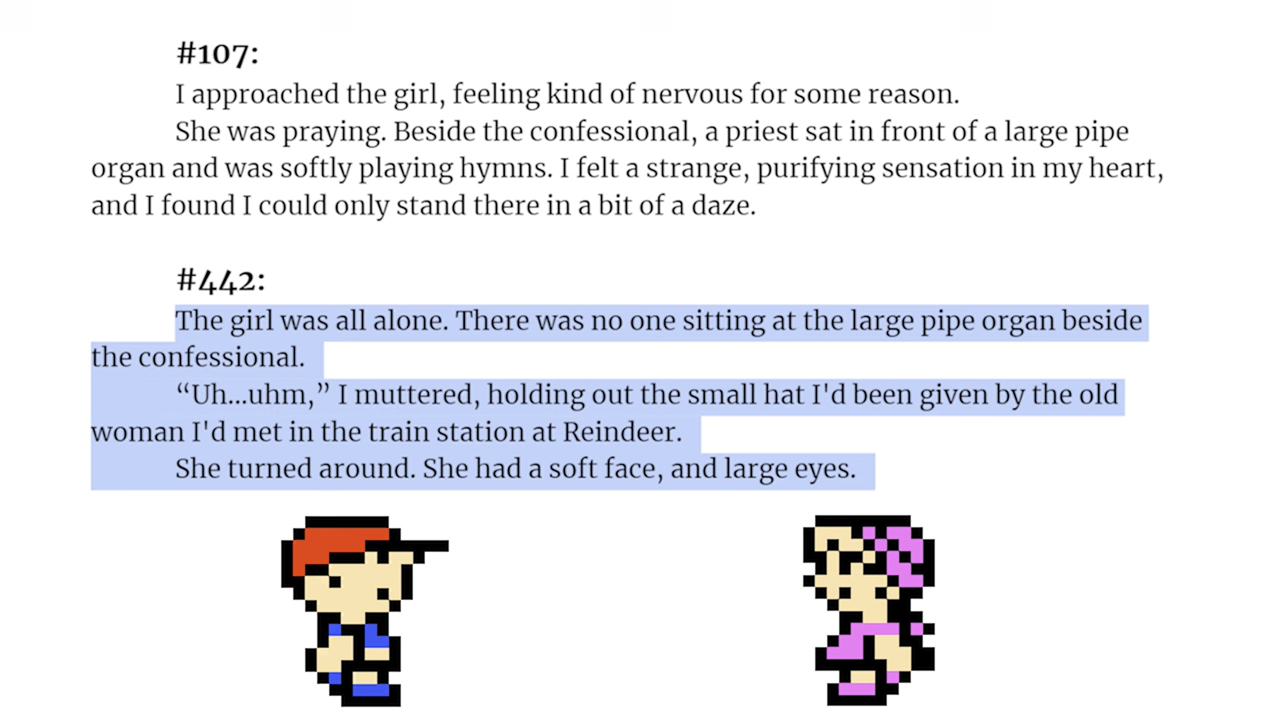 #107:
I approached the girl, feeling kind of nervous for some reason.
She was praying. Beside the confessional, a priest sat in front of a large pipe
organ and was softly playing hymns. I felt a strange, purifying sensation in my heart,
and I found I could only stand there in a bit of a daze.
#442:
The girl was all alone. There was no one sitting at the large pipe organ beside
the confessional.
“Uh...uhm,” I muttered, holding out the small hat I'd been given by the old
woman I'd met in the train station at Reindeer.
She turned around. She had a soft face, and large eyes.